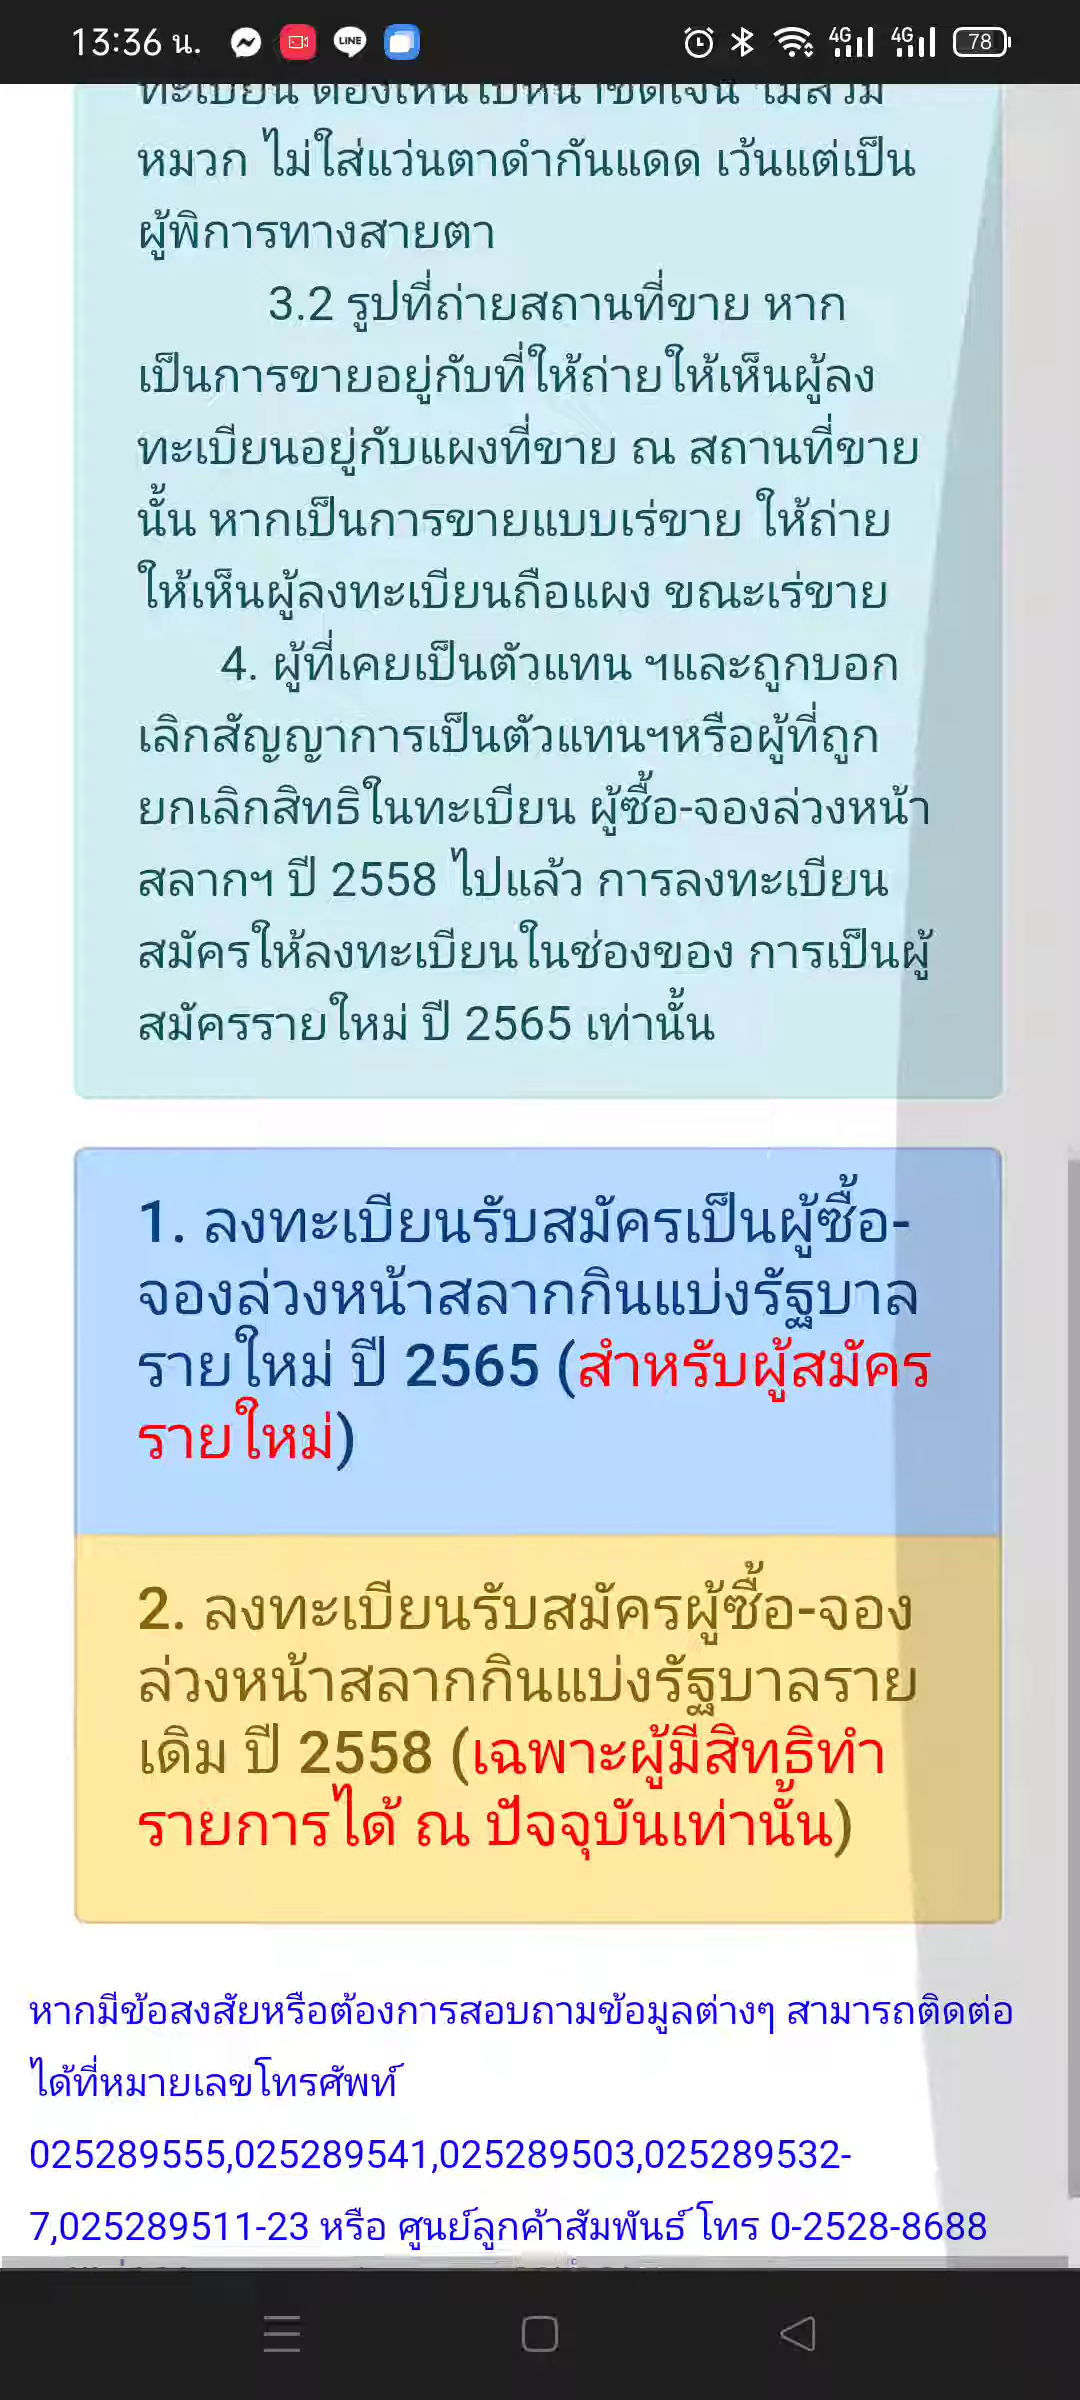 13:36 น.
LINE
4G
4G
78
หมวก ไม่ใส่แว่นตาดำกันแดด เว้นแต่เป็น
ผู้พิการทางสายตา
3.2 รูปที่ถ่ายสถานที่ขาย หาก
เป็นการขายอยู่กับที่ให้ถ่ายให้เห็นผู้ลง
ทะเบียนอยู่กับแผงที่ขาย ณ สถานที่ขาย
นั้น หากเป็นการขายแบบเร่ขาย ให้ถ่าย
ให้เห็นผู้ลงทะเบียนถือแผง ขณะเร่ขาย
4. ผู้ที่เคยเป็นตัวแทน ฯและถูกบอก
เลิกสัญญาการเป็นตัวแทนฯหรือผู้ที่ถูก
ยกเลิกสิทธิในทะเบียน ผู้ซื้อ-จองล่วงหน้า
สลากฯ ปี 2558 ไปแล้ว การลงทะเบียน
สมัครให้ลงทะเบียนในช่องของ การเป็นผู้
สมัครรายใหม่ ปี 2565 เท่านั้น
1. ลงทะเบียนรับสมัครเป็นผู้ซื้อ-
จองล่วงหน้าสลากกินแบ่งรัฐบาล
รายใหม่ ปี 2565 (สำหรับผู้สมัคร
รายใหม่)
2. ลงทะเบียนรับสมัครผู้ซื้อ-จอง
ล่วงหน้าสลากกินแบ่งรัฐบาลราย
เดิม ปี 2558 (เฉพาะผู้มีสิทธิทำ
รายการได้ ณ ปัจจุบันเท่านั้น)
หากมีข้อสงสัยหรือต้องการสอบถามข้อมูลต่างๆ สามารถติดต่อ
ได้ที่หมายเลขโทรศัพท์
025289555,025289541,025289503,025289532-
7,025289511-23 หรือ ศูนย์ลูกค้าสัมพันธ์ โทร 0-2528-8688